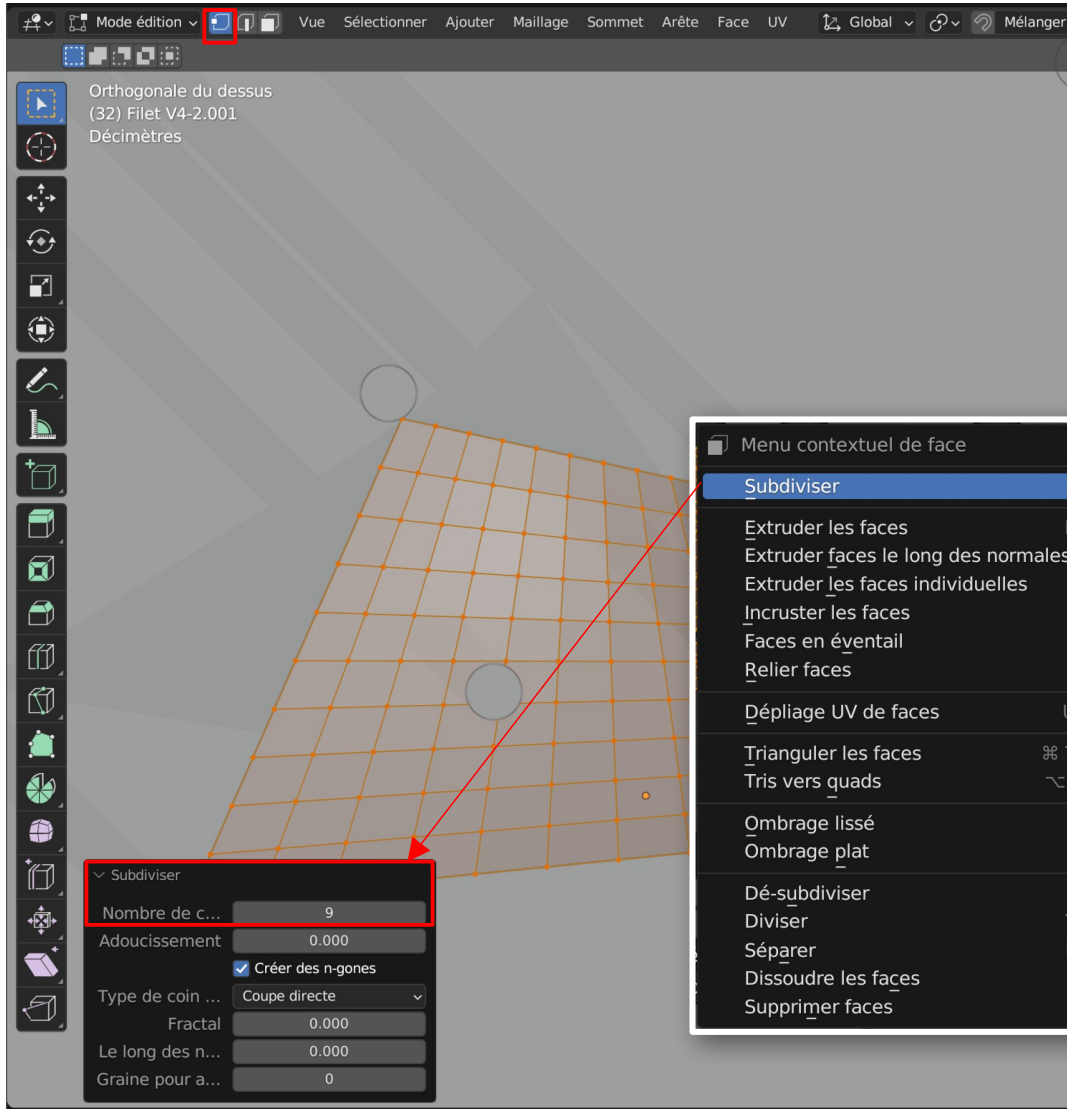 Mode édition
Vue Sélectionner Ajouter Maillage Sommet Arête Face UV
Global
Mélanger
Orthogonale du dessus
(32) Filet V4-2.001
Décimètres
Menu contextuel de face
Subdiviser
Extruder les faces
Extruder faces le long des normales
Extruder les faces individuelles
Incruster les faces
Faces en éventail
Relier faces
Dépliage UV de faces
Trianguler les faces ⌘
Tris vers quads ⌥
Ombrage lissé
Ombrage plat
Dé-subdiviser
Diviser
Séparer
Dissoudre les faces
Supprimer faces
Subdiviser
Nombre de c... 9
Adoucissement 0.000
Créer des n-gones
Type de coin ... Coupe directe
Fractal 0.000
Le long des n... 0.000
Graine pour a... 0